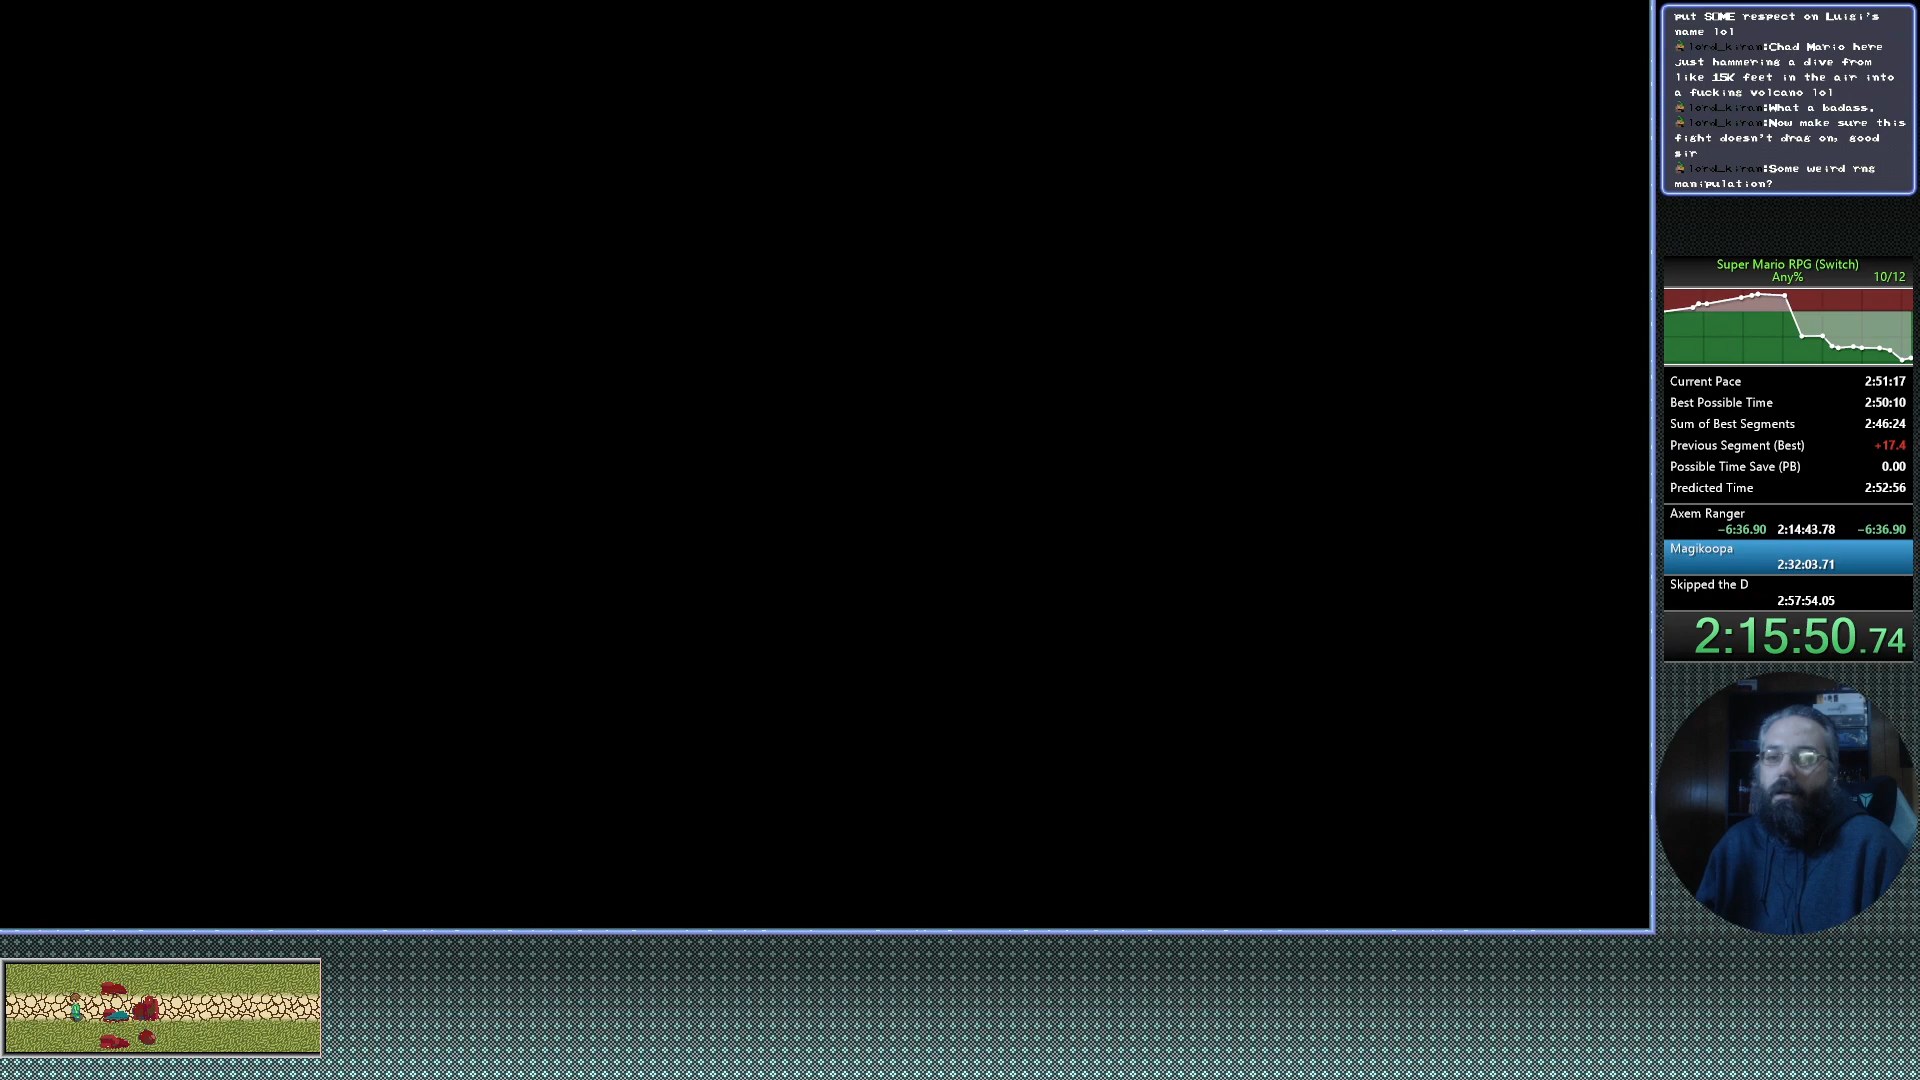 put SOME respect on Luigi's
name lol
lord_kiran:Chad Mario here
just hammering a dive from
like 15K feet in the air into
a fucking volcano lol
lord_kiran:What a badass.
lord_kiran:Now make sure this
fight doesn't drag on, good
sir
lord_kiran:Some weird rng
manipulation?
Super Mario RPG (Switch)
Any% 10/12
Current Pace 2:51:17
Best Possible Time 2:50:10
Sum of Best Segments 2:46:24
Previous Segment (Best) +17.4
Possible Time Save (PB) 0.00
Predicted Time 2:52:56
Axem Ranger
−6:36.90 2:14:43.78 −6:36.90
Magikoopa
2:32:03.71
Skipped the D
2:57:54.05
2:15:50.74